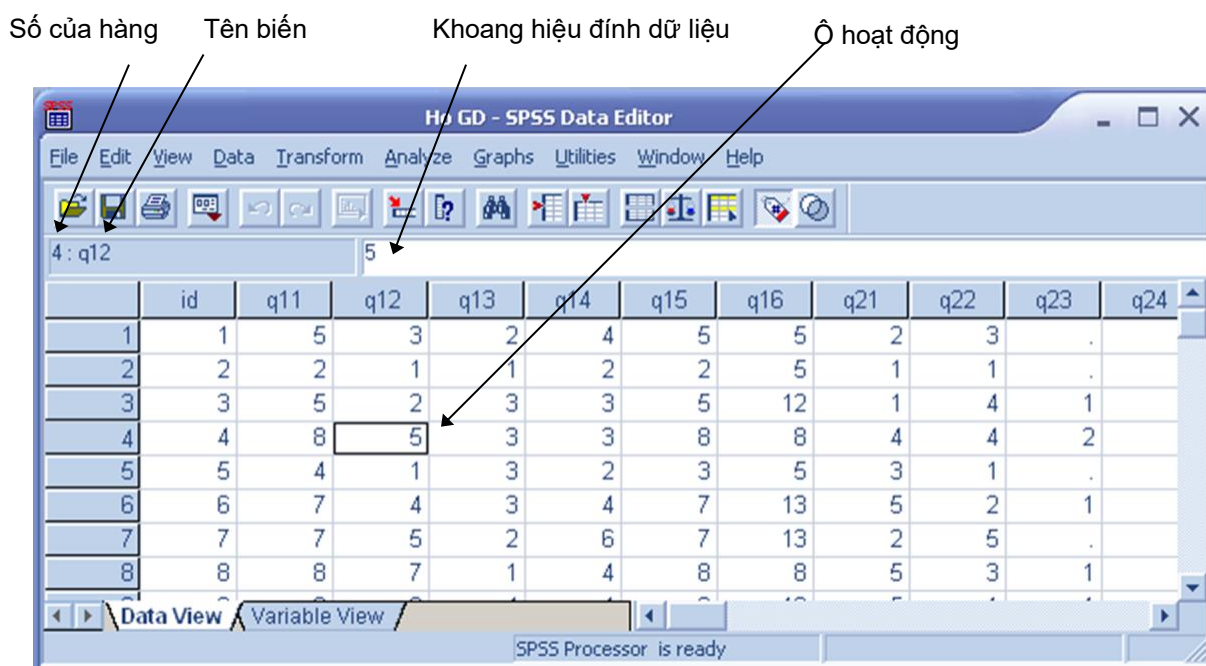 Số của hàng Tên biến Khoang hiệu đính dữ liệu Ô hoạt động
SPSS
Ho GD - SPSS Data Editor
File Edit View Data Transform Analyze Graphs Utilities Window Help
4 : q12 5
id q11 q12 q13 q14 q15 q16 q21 q22 q23 q24
1 1 5 3 2 4 5 5 2 3 .
2 2 2 1 1 2 2 5 1 1 .
3 3 5 2 3 3 5 12 1 4 1
4 4 8 5 3 3 8 8 4 4 2
5 5 4 1 3 2 3 5 3 1 .
6 6 7 4 3 4 7 13 5 2 1
7 7 7 5 2 6 7 13 2 5 .
8 8 8 7 1 4 8 8 5 3 1
Data View Variable View
SPSS Processor is ready